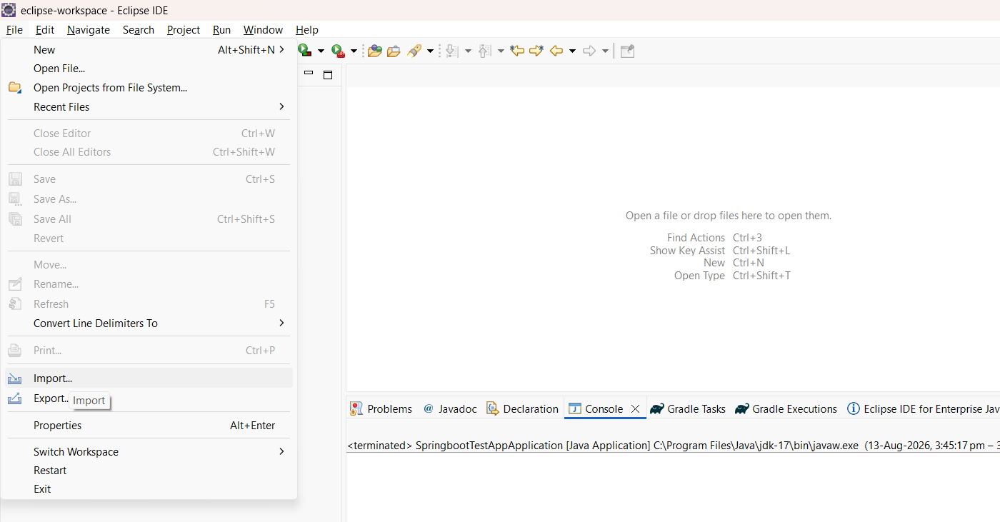 eclipse-workspace - Eclipse IDE
File Edit Navigate Search Project Run Window Help
New Alt+Shift+N
Open File...
Open Projects from File System...
Recent Files
Close Editor Ctrl+W
Close All Editors Ctrl+Shift+W
Save Ctrl+S
Save As...
Save All Ctrl+Shift+S
Revert
Move...
Rename...
Refresh F5
Convert Line Delimiters To
Print... Ctrl+P
Import...
Export...
Import
Properties Alt+Enter
Switch Workspace
Restart
Exit
Open a file or drop files here to open them.
Find Actions Ctrl+3
Show Key Assist Ctrl+Shift+L
New Ctrl+N
Open Type Ctrl+Shift+T
Problems @ Javadoc Declaration Console Gradle Tasks Gradle Executions Eclipse IDE for Enterprise Jav
<terminated> SpringbootTestAppApplication [Java Application] C:\Program Files\Java\jdk-17\bin\javaw.exe (13-Aug-2026, 3:45:17 pm – 3